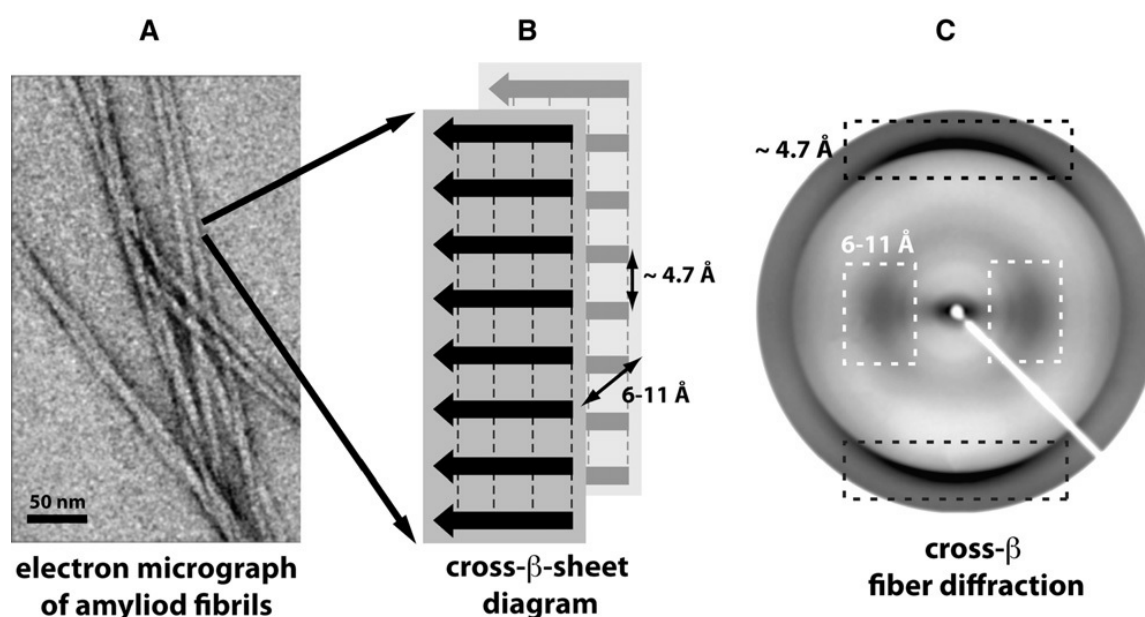 A
B
C
50 nm
electron micrograph
of amyliod fibrils
~ 4.7 Å
6-11 Å
cross-β-sheet
diagram
~ 4.7 Å
6-11 Å
cross-β
fiber diffraction